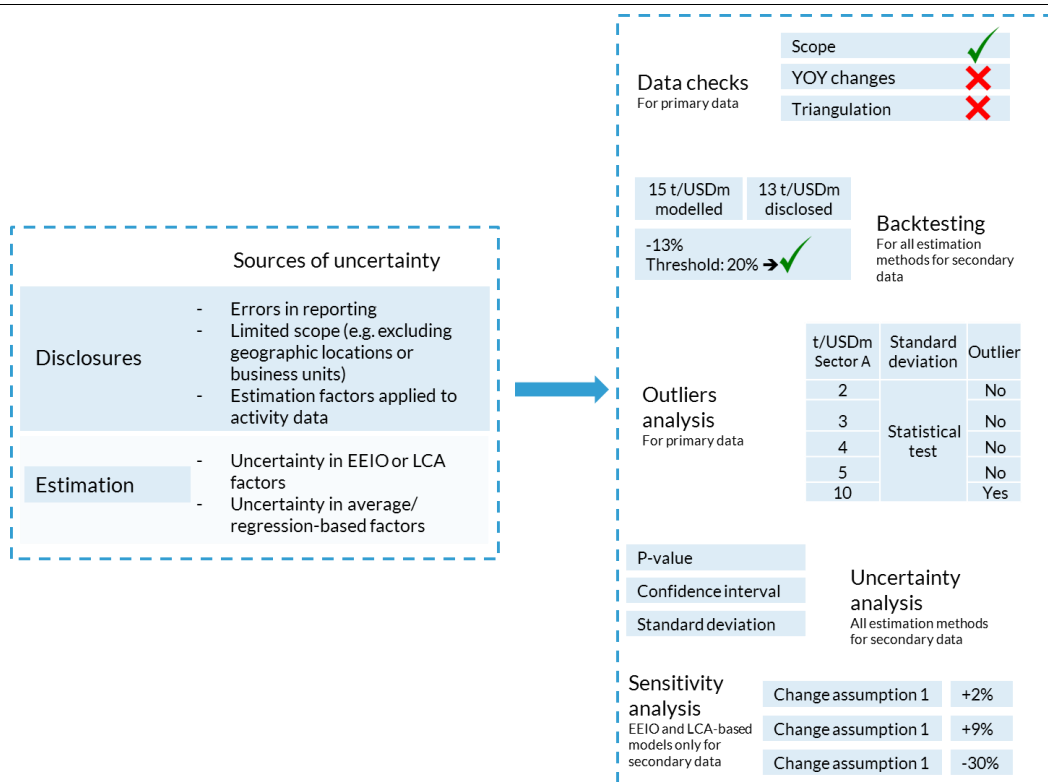 Sources of uncertainty
Disclosures
- Errors in reporting
- Limited scope (e.g. excluding
geographic locations or
business units)
- Estimation factors applied to
activity data
Estimation
- Uncertainty in EEIO or LCA
factors
- Uncertainty in average/
regression-based factors
Data checks
For primary data
Scope
YOY changes
Triangulation
15 t/USDm
modelled
13 t/USDm
disclosed
-13%
Threshold: 20% ➔
Backtesting
For all estimation
methods for secondary
data
Outliers
analysis
For primary data
t/USDm
Sector A
Standard
deviation
Outlier
2
No
3
No
4
No
5
No
10
Yes
Statistical
test
P-value
Confidence interval
Standard deviation
Uncertainty
analysis
All estimation methods
for secondary data
Sensitivity
analysis
EEIO and LCA-based
models only for
secondary data
Change assumption 1
+2%
Change assumption 1
+9%
Change assumption 1
-30%